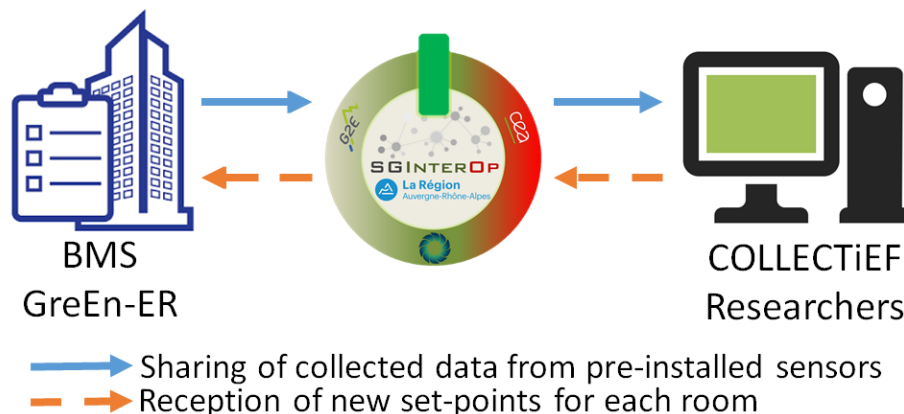 G2E
cea
SGINTEROP
La Région
Auvergne-Rhône-Alpes
BMS
GreEn-ER
COLLECTiEF
Researchers
Sharing of collected data from pre-installed sensors
Reception of new set-points for each room